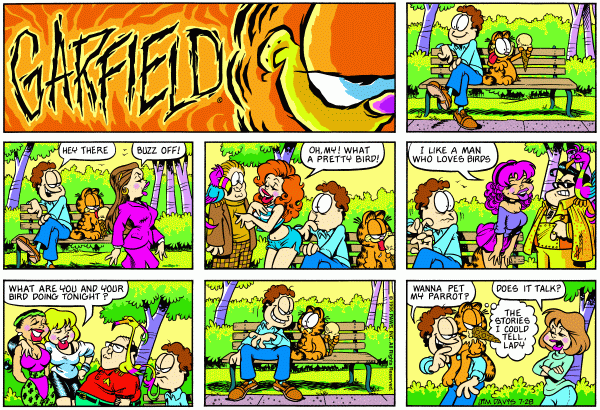 GARFIELD
©
HEY THERE
BUZZ OFF!
OH, MY! WHAT
A PRETTY BIRD!
I LIKE A MAN
WHO LOVES BIRDS
WHAT ARE YOU AND YOUR
BIRD DOING TONIGHT?
WANNA PET
MY PARROT?
DOES IT TALK?
THE
STORIES
I COULD
TELL,
LADY
JIM DAVIS 7-28